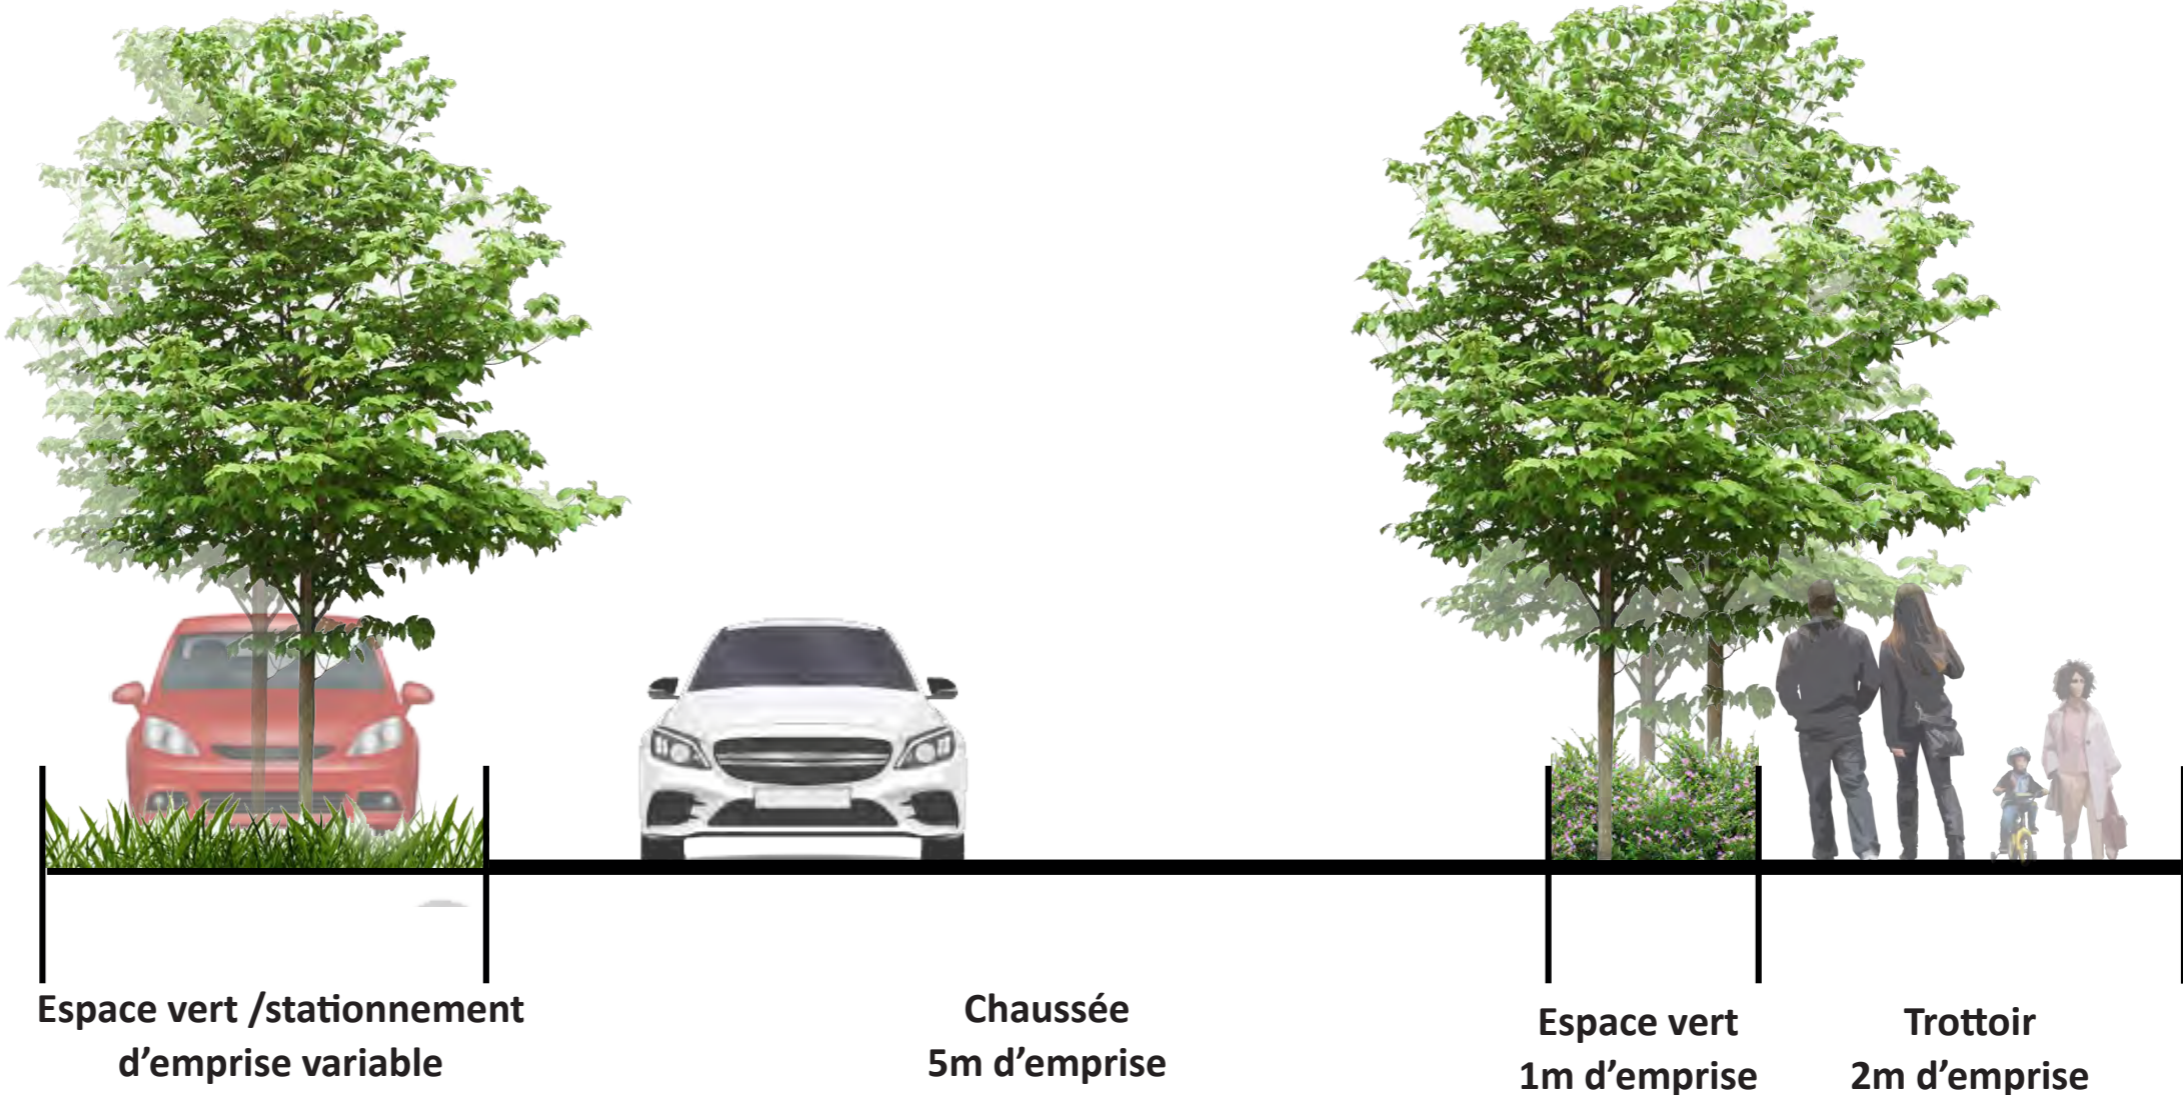 Espace vert /stationnement
d’emprise variable
Chaussée
5m d’emprise
Espace vert
1m d’emprise
Trottoir
2m d’emprise